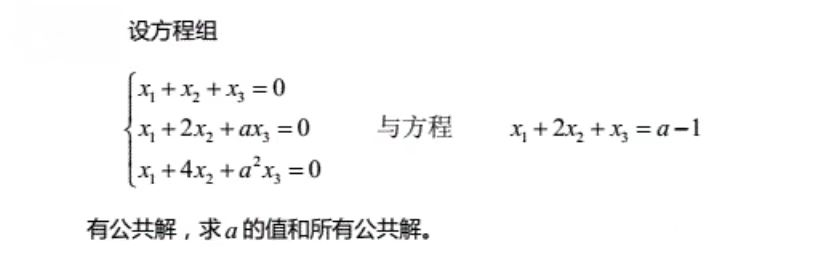 设方程组
x₁ + x₂ + x₃ = 0
x₁ + 2x₂ + ax₃ = 0 与方程 x₁ + 2x₂ + x₃ = a − 1
x₁ + 4x₂ + a²x₃ = 0
有公共解，求a的值和所有公共解。